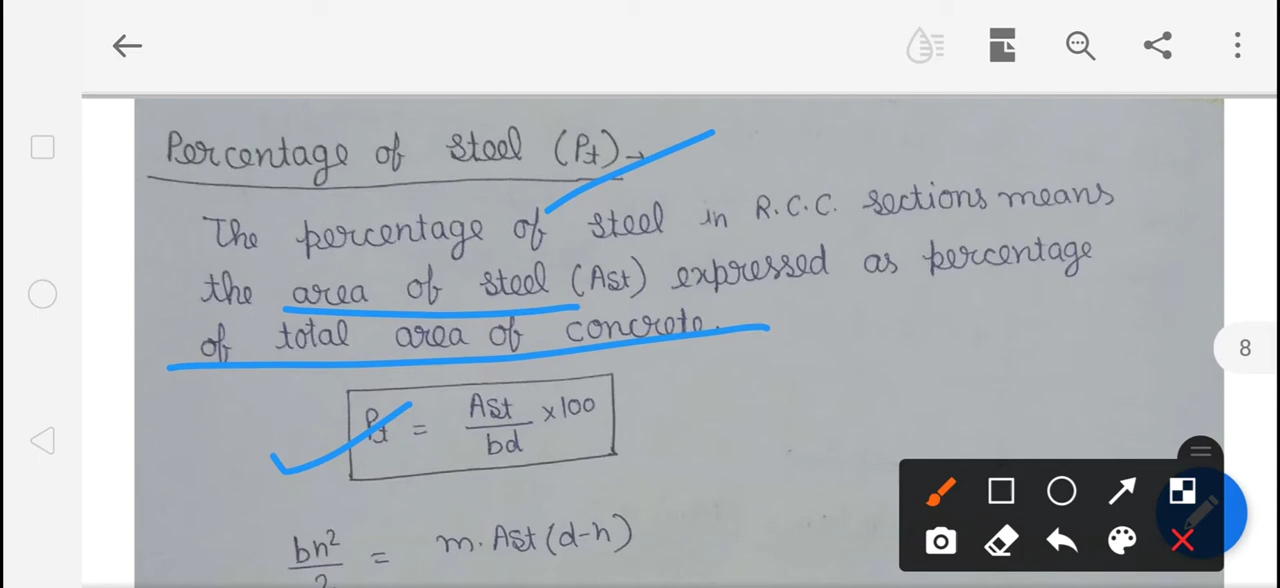 Percentage of steel (Pt) →
The percentage of steel in R.C.C. sections means
the area of steel (Ast) expressed as percentage
of total area of concrete.
Pt = Ast/bd ×100
bn²/2 = m.Ast(d-n)
8